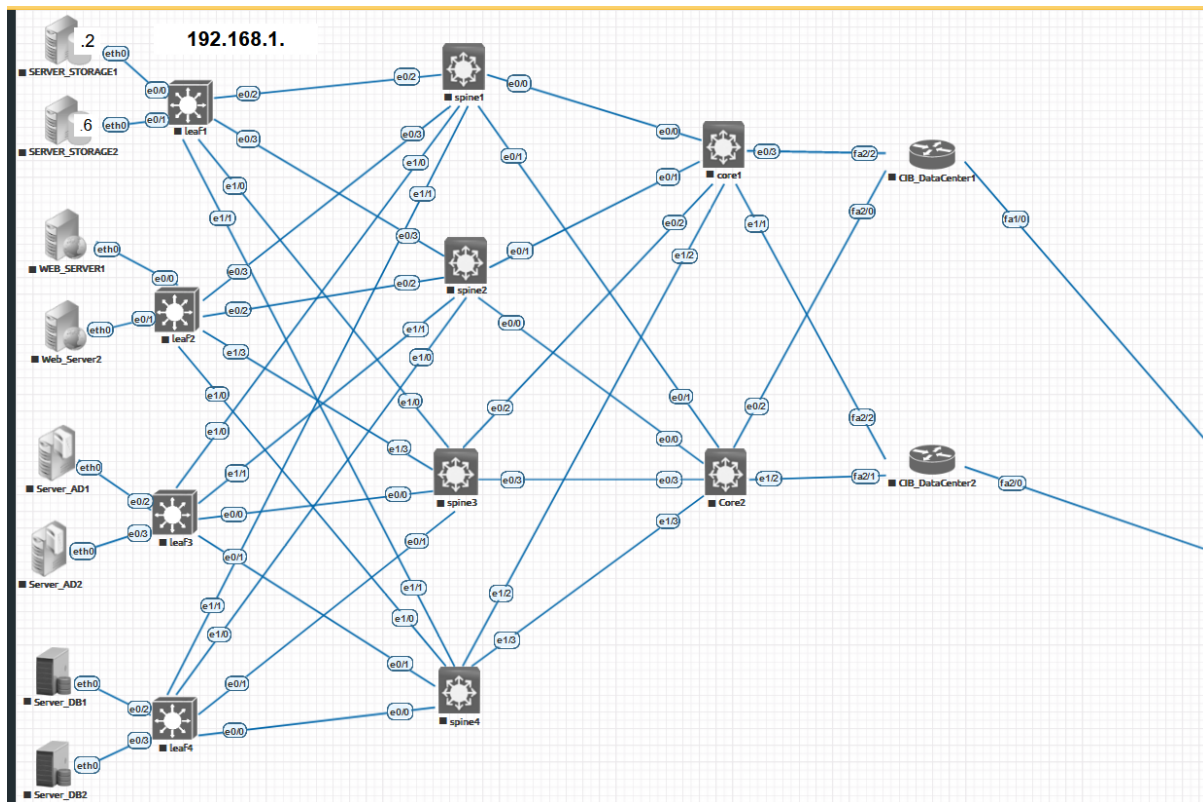 .2
192.168.1.
eth0
SERVER_STORAGE1
e0/0
e0/2
e0/2
e0/0
spine1
.6
eth0
e0/1
SERVER_STORAGE2
leaf1
e0/3
e0/3
e1/0
e1/1
e0/1
e0/0
core1
e0/3
fa2/2
CIB_DataCenter1
e1/0
e1/1
e0/1
e0/2
e1/2
e1/1
fa2/0
fa1/0
WEB_SERVER1
eth0
e0/0
e0/3
e0/3
e0/1
spine2
e0/2
Web_Server2
eth0
e0/1
leaf2
e0/2
e1/3
e1/1
e1/0
e0/0
e1/0
e1/0
e0/2
e0/1
e0/2
fa2/2
Server_AD1
eth0
e1/0
e1/1
e1/3
e0/0
CIB_DataCenter2
e0/2
e0/0
spine3
e0/3
e0/3
Core2
e1/2
fa2/1
fa2/0
Server_AD2
eth0
e0/3
leaf3
e0/1
e0/1
e1/3
e1/1
e1/0
e1/1
e1/0
e1/2
e1/3
Server_DB1
eth0
e0/2
e0/1
e0/1
e0/0
spine4
Server_DB2
eth0
e0/3
leaf4
e0/0